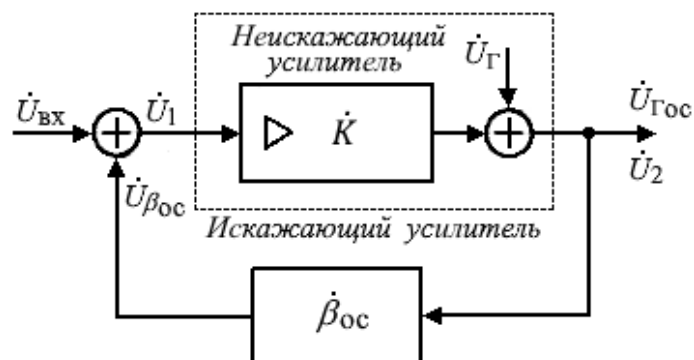 Неискажающий
усилитель
U̇Г
U̇вх
U̇1
K̇
U̇Гос
U̇2
U̇βос
Искажающий усилитель
β̇ос